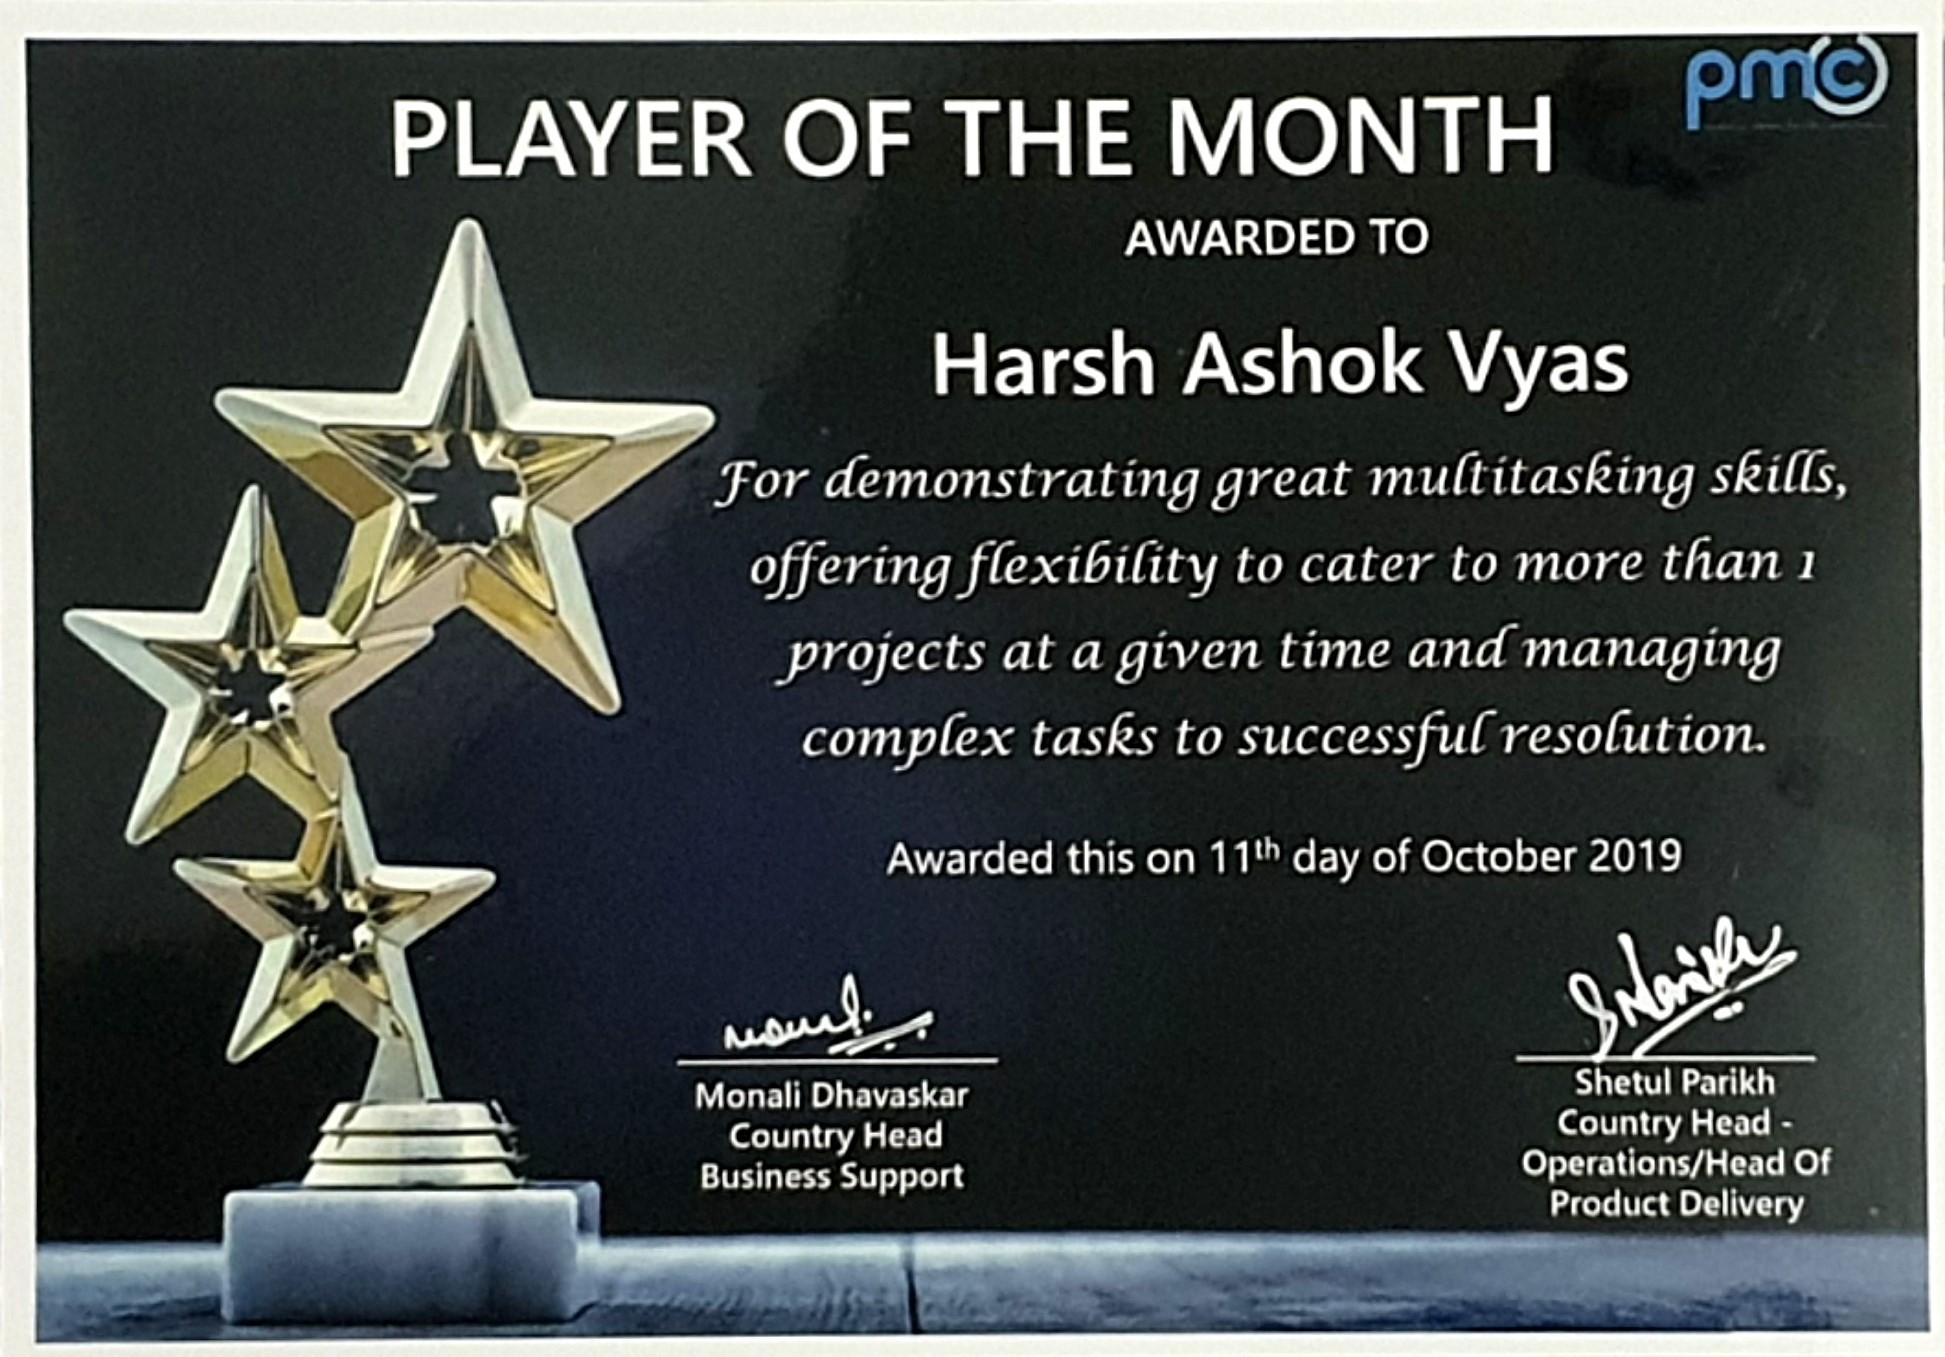 pmc
PLAYER OF THE MONTH
AWARDED TO
Harsh Ashok Vyas
For demonstrating great multitasking skills,
offering flexibility to cater to more than 1
projects at a given time and managing
complex tasks to successful resolution.
Awarded this on 11th day of October 2019
Monali Dhavaskar
Country Head
Business Support
Shetul Parikh
Country Head -
Operations/Head Of
Product Delivery